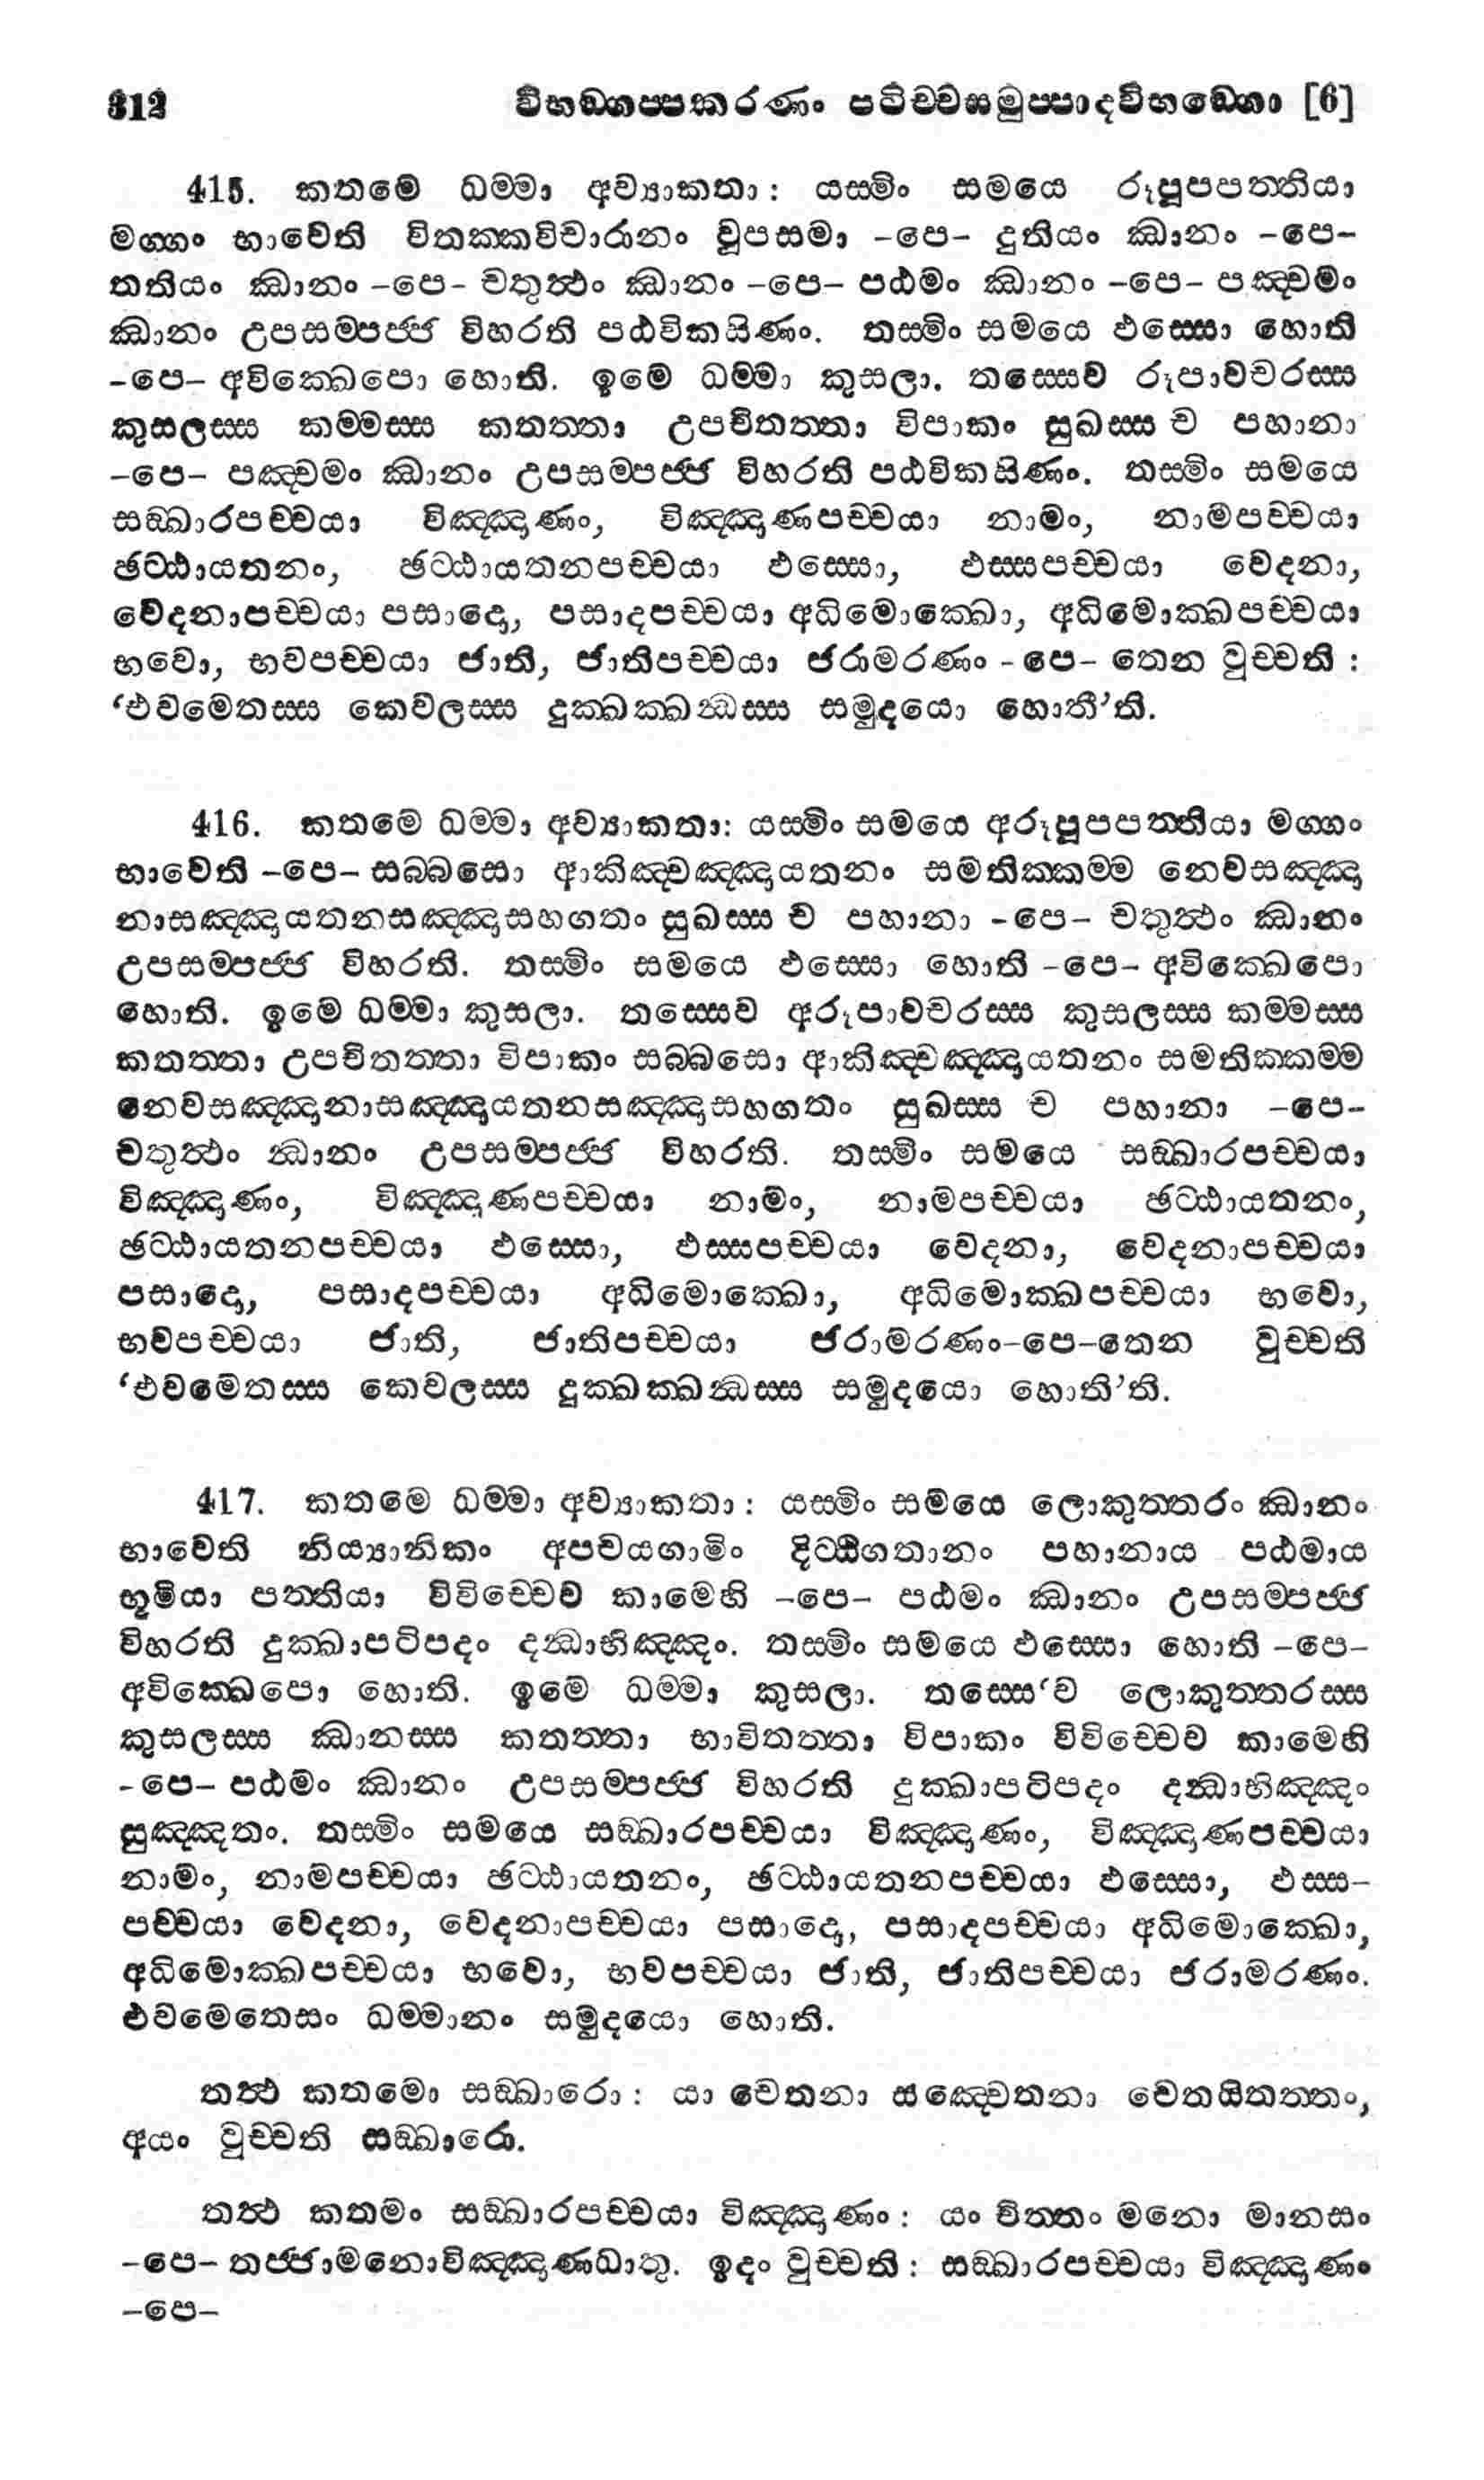 312 විභඞ්ගප්පකරණං පටිච්චසමුප්පාදවිභඞ්ගො [6]
415. කතමෙ ධම්මා අව්‍යාකතා : යස්මිං සමයෙ රූපූපපත්තියා
මග්ගං භාවෙති විතක්කවිචාරානං වූපසමා -පෙ- දුතියං ඣානං -පෙ-
තතියං ඣානං -පෙ- චතුත්ථං ඣානං -පෙ- පඨමං ඣානං -පෙ- පඤ්චමං
ඣානං උපසම්පජ්ජ විහරති පඨවිකසිණං. තස්මිං සමයෙ ඵස්සො හොති
-පෙ- අවික්ඛෙපො හොති. ඉමෙ ධම්මා කුසලා. තස්සෙව රූපාවචරස්ස
කුසලස්ස කම්මස්ස කතත්තා උපචිතත්තා විපාකං සුඛස්ස ච පහානා
-පෙ- පඤ්චමං ඣානං උපසම්පජ්ජ විහරති පඨවිකසිණං. තස්මිං සමයෙ
සඞ්ඛාරපච්චයා විඤ්ඤාණං, විඤ්ඤාණපච්චයා නාමං, නාමපච්චයා
ඡට්ඨායතනං, ඡට්ඨායතනපච්චයා ඵස්සො, ඵස්සපච්චයා වෙදනා,
වෙදනාපච්චයා පසාදො, පසාදපච්චයා අධිමොක්ඛො, අධිමොක්ඛපච්චයා
භවො, භවපච්චයා ජාති, ජාතිපච්චයා ජරාමරණං -පෙ- තෙන වුච්චති :
‘එවමෙතස්ස කෙවලස්ස දුක්ඛක්ඛන්ධස්ස සමුදයො හොතී’ති.
416. කතමෙ ධම්මා අව්‍යාකතා: යස්මිං සමයෙ අරූපූපපත්තියා මග්ගං
භාවෙති -පෙ- සබ්බසො ආකිඤ්චඤ්ඤායතනං සමතික්කම්ම නෙවසඤ්ඤා
නාසඤ්ඤායතනසඤ්ඤාසහගතං සුඛස්ස ච පහානා -පෙ- චතුත්ථං ඣානං
උපසම්පජ්ජ විහරති. තස්මිං සමයෙ ඵස්සො හොති -පෙ- අවික්ඛෙපො
හොති. ඉමෙ ධම්මා කුසලා. තස්සෙව අරූපාවචරස්ස කුසලස්ස කම්මස්ස
කතත්තා උපචිතත්තා විපාකං සබ්බසො ආකිඤ්චඤ්ඤායතනං සමතික්කම්ම
නෙවසඤ්ඤානාසඤ්ඤායතනසඤ්ඤාසහගතං සුඛස්ස ච පහානා -පෙ-
චතුත්ථං ඣානං උපසම්පජ්ජ විහරති. තස්මිං සමයෙ සඞ්ඛාරපච්චයා
විඤ්ඤාණං, විඤ්ඤාණපච්චයා නාමං, නාමපච්චයා ඡට්ඨායතනං,
ඡට්ඨායතනපච්චයා ඵස්සො, ඵස්සපච්චයා වෙදනා, වෙදනාපච්චයා
පසාදො, පසාදපච්චයා අධිමොක්ඛො, අධිමොක්ඛපච්චයා භවො,
භවපච්චයා ජාති, ජාතිපච්චයා ජරාමරණං-පෙ-තෙන වුච්චති
‘එවමෙතස්ස කෙවලස්ස දුක්ඛක්ඛන්ධස්ස සමුදයො හොති’ති.
417. කතමෙ ධම්මා අව්‍යාකතා : යස්මිං සමයෙ ලොකුත්තරං ඣානං
භාවෙති නිය්‍යානිකං අපචයගාමිං දිට්ඨිගතානං පහානාය පඨමාය
භූමියා පත්තියා විවිච්චෙව කාමෙහි -පෙ- පඨමං ඣානං උපසම්පජ්ජ
විහරති දුක්ඛාපටිපදං දන්ධාභිඤ්ඤං. තස්මිං සමයෙ ඵස්සො හොති -පෙ-
අවික්ඛෙපො හොති. ඉමෙ ධම්මා කුසලා. තස්සෙ‘ව ලොකුත්තරස්ස
කුසලස්ස ඣානස්ස කතත්තා භාවිතත්තා විපාකං විවිච්චෙව කාමෙහි
-පෙ- පඨමං ඣානං උපසම්පජ්ජ විහරති දුක්ඛාපටිපදං දන්ධාභිඤ්ඤං
සුඤ්ඤතං. තස්මිං සමයෙ සඞ්ඛාරපච්චයා විඤ්ඤාණං, විඤ්ඤාණපච්චයා
නාමං, නාමපච්චයා ඡට්ඨායතනං, ඡට්ඨායතනපච්චයා ඵස්සො, ඵස්ස-
පච්චයා වෙදනා, වෙදනාපච්චයා පසාදො, පසාදපච්චයා අධිමොක්ඛො,
අධිමොක්ඛපච්චයා භවො, භවපච්චයා ජාති, ජාතිපච්චයා ජරාමරණං.
එවමෙතෙසං ධම්මානං සමුදයො හොති.
තත්ථ කතමො සඞ්ඛාරො : යා චෙතනා සඤ්චෙතනා චෙතයිතත්තං,
අයං වුච්චති සඞ්ඛාරො.
තත්ථ කතමං සඞ්ඛාරපච්චයා විඤ්ඤාණං : යං චිත්තං මනො මානසං
-පෙ- තජ්ජාමනොවිඤ්ඤාණධාතු. ඉදං වුච්චති : සඞ්ඛාරපච්චයා විඤ්ඤාණං
-පෙ-